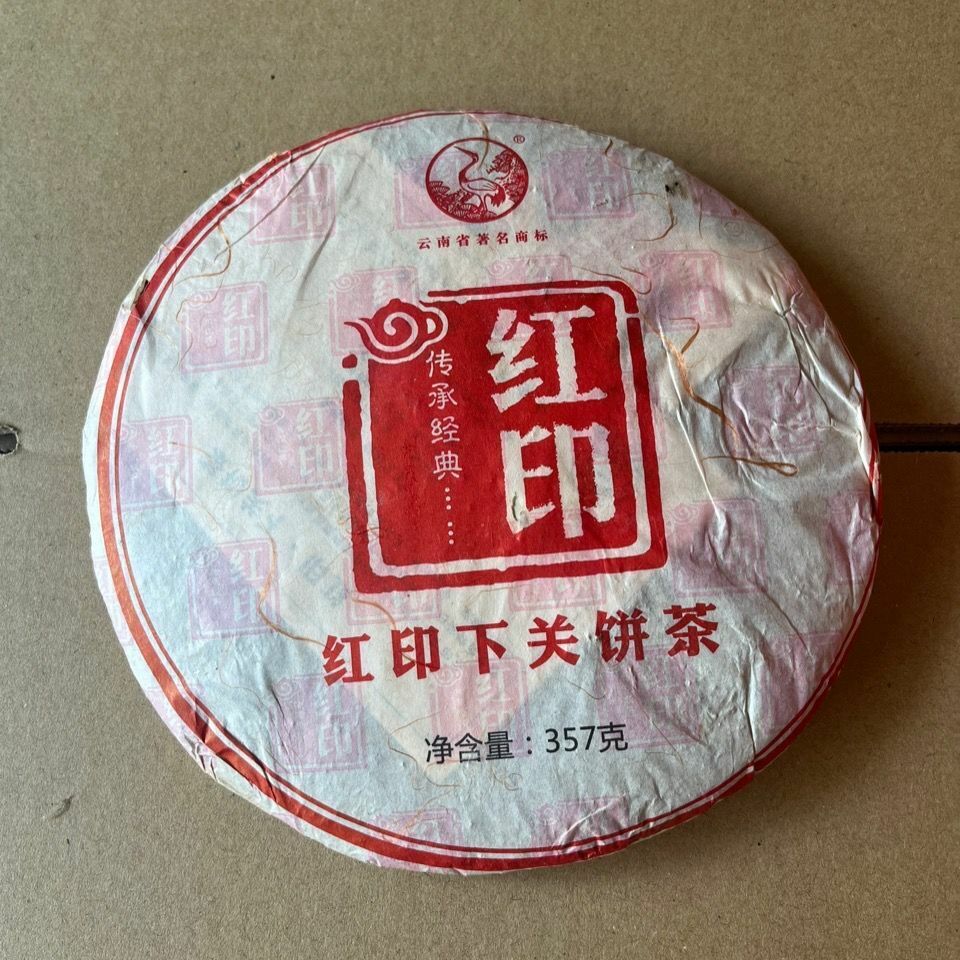 ®
云南省著名商标
红印
传承经典……
红印下关饼茶
净含量：357克